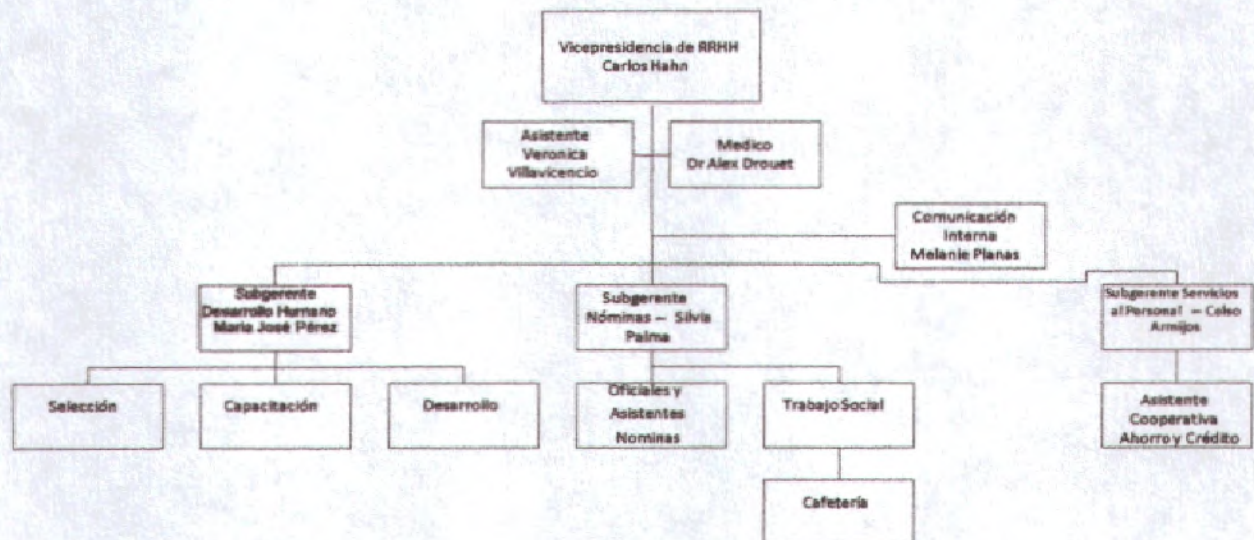 Vicepresidencia de RRHH
Carlos Hahn
Asistente
Veronica
Villavicencio
Medico
Dr Alex Drouet
Comunicación
Interna
Melanie Planas
Subgerente
Desarrollo Humano
Maria José Pérez
Subgerente
Nóminas – Silvia
Palma
Subgerente Servicios
al Personal – Celso
Armijos
Selección
Capacitación
Desarrollo
Oficiales y
Asistentes
Nominas
Trabajo Social
Asistente
Cooperativa
Ahorro y Crédito
Cafetería